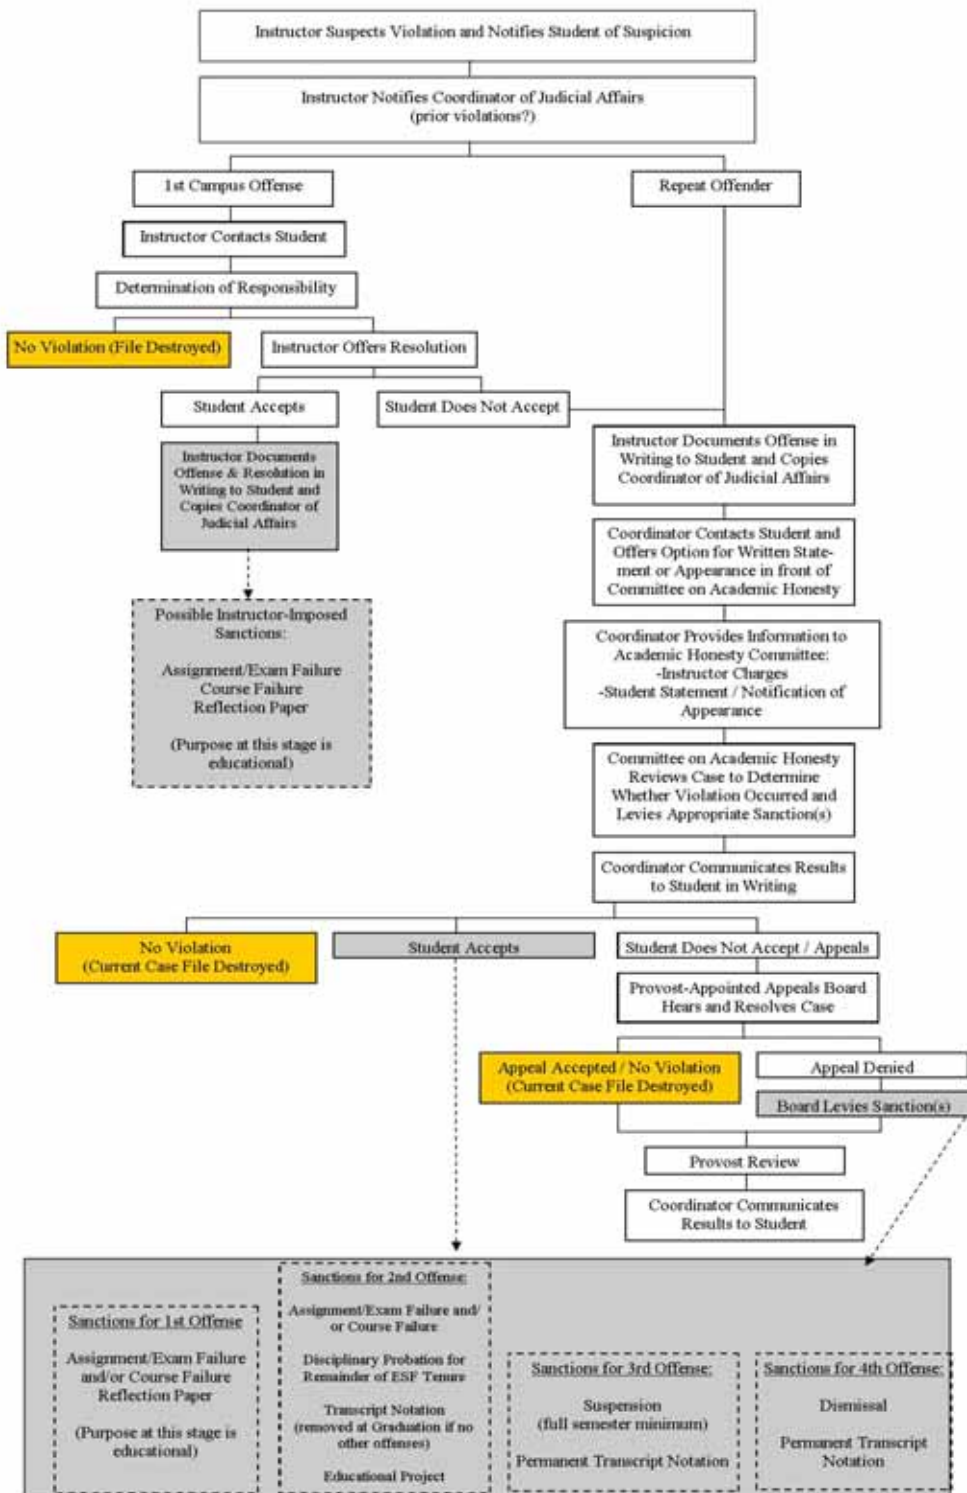 Instructor Suspects Violation and Notifies Student of Suspicion
Instructor Notifies Coordinator of Judicial Affairs
(prior violations?)
1st Campus Offense
Repeat Offender
Instructor Contacts Student
Determination of Responsibility
No Violation (File Destroyed)
Instructor Offers Resolution
Student Accepts
Student Does Not Accept
Instructor Documents
Offense & Resolution in
Writing to Student and
Copies Coordinator of
Judicial Affairs
Instructor Documents Offense in
Writing to Student and Copies
Coordinator of Judicial Affairs
Coordinator Contacts Student and
Offers Option for Written State-
ment or Appearance in front of
Committee on Academic Honesty
Possible Instructor-Imposed
Sanctions:
Assignment/Exam Failure
Course Failure
Reflection Paper
(Purpose at this stage is
educational)
Coordinator Provides Information to
Academic Honesty Committee:
-Instructor Charges
-Student Statement / Notification of
Appearance
Committee on Academic Honesty
Reviews Case to Determine
Whether Violation Occurred and
Levies Appropriate Sanction(s)
Coordinator Communicates Results
to Student in Writing
No Violation
(Current Case File Destroyed)
Student Accepts
Student Does Not Accept / Appeals
Provost-Appointed Appeals Board
Hears and Resolves Case
Appeal Accepted / No Violation
(Current Case File Destroyed)
Appeal Denied
Board Levies Sanction(s)
Provost Review
Coordinator Communicates
Results to Student
Sanctions for 1st Offense
Assignment/Exam Failure
and/or Course Failure
Reflection Paper
(Purpose at this stage is
educational)
Sanctions for 2nd Offense:
Assignment/Exam Failure and/
or Course Failure
Disciplinary Probation for
Remainder of ESF Tenure
Transcript Notation
(removed at Graduation if no
other offenses)
Educational Project
Sanctions for 3rd Offense:
Suspension
(full semester minimum)
Permanent Transcript Notation
Sanctions for 4th Offense:
Dismissal
Permanent Transcript
Notation